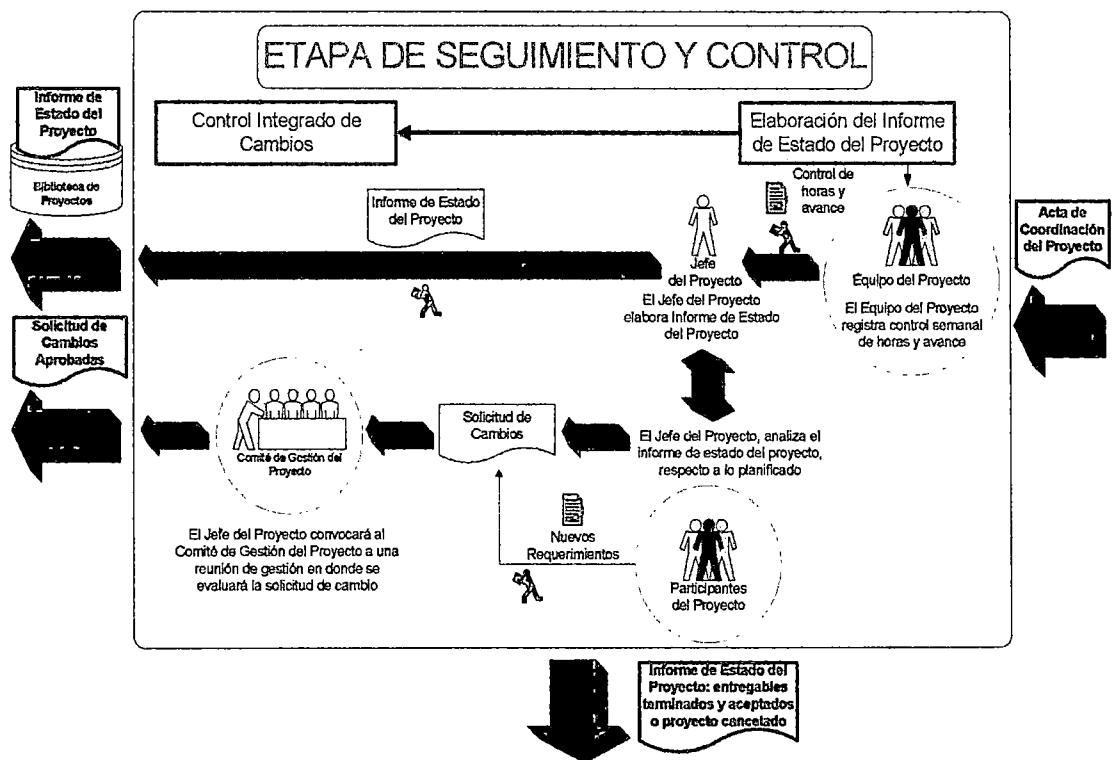 ETAPA DE SEGUIMIENTO Y CONTROL
Informe de
Estado del
Proyecto
Biblioteca de
Proyectos
Control Integrado de
Cambios
Elaboración del Informe
de Estado del Proyecto
Control de
horas y
avance
Informe de Estado
del Proyecto
Jefe
del Proyecto
El Jefe del Proyecto
elabora Informe de Estado
del Proyecto
Equipo del Proyecto
El Equipo del Proyecto
registra control semanal
de horas y avance
Acta de
Coordinación
del Proyecto
Solicitud de
Cambios
Aprobadas
Comité de Gestión del
Proyecto
Solicitud de
Cambios
El Jefe del Proyecto, analiza el
informe de estado del proyecto,
respecto a lo planificado
El Jefe del Proyecto convocará al
Comité de Gestión del Proyecto a una
reunión de gestión en donde se
evaluará la solicitud de cambio
Nuevos
Requerimientos
Participantes
del Proyecto
Informe de Estado del
Proyecto: entregables
terminados y aceptados
o proyecto cancelado